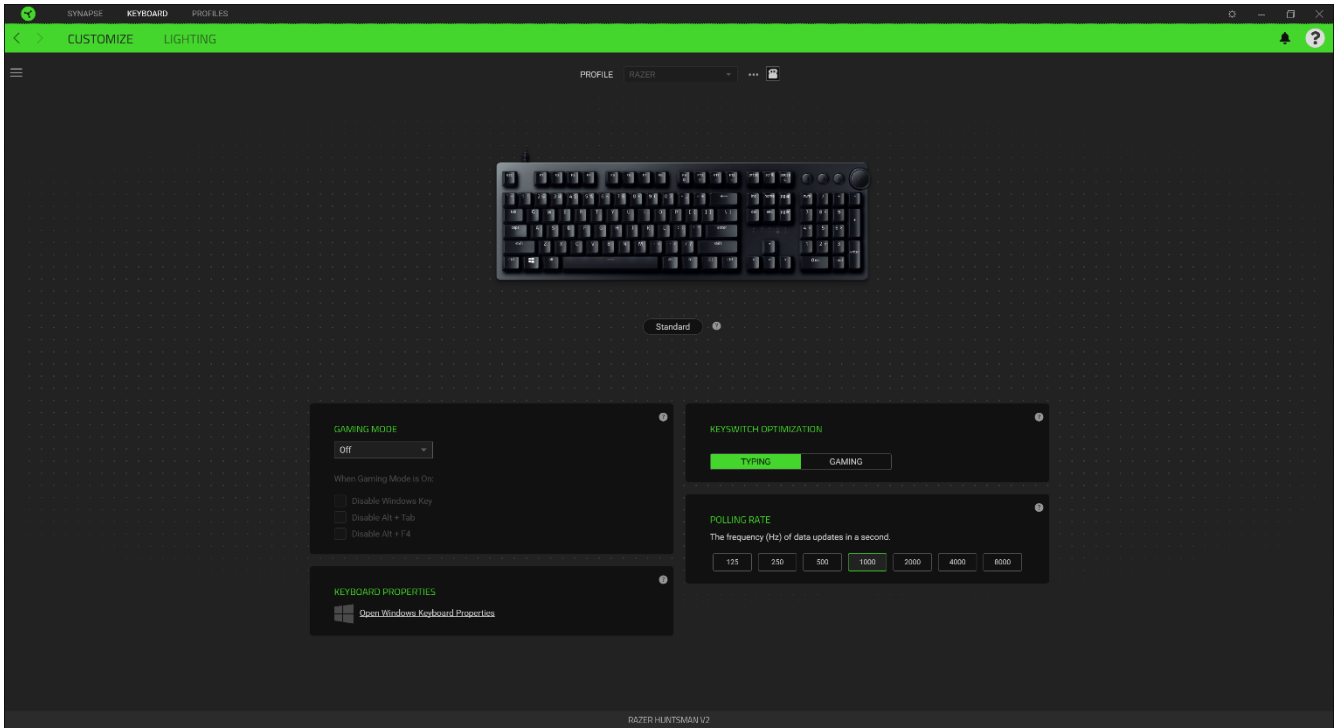 SYNAPSE KEYBOARD PROFILES
CUSTOMIZE LIGHTING
PROFILE RAZER
Standard
GAMING MODE
Off
When Gaming Mode is On:
Disable Windows Key
Disable Alt + Tab
Disable Alt + F4
KEYBOARD PROPERTIES
Open Windows Keyboard Properties
KEYSWITCH OPTIMIZATION
TYPING GAMING
POLLING RATE
The frequency (Hz) of data updates in a second.
125 250 500 1000 2000 4000 8000
RAZER HUNTSMAN V2